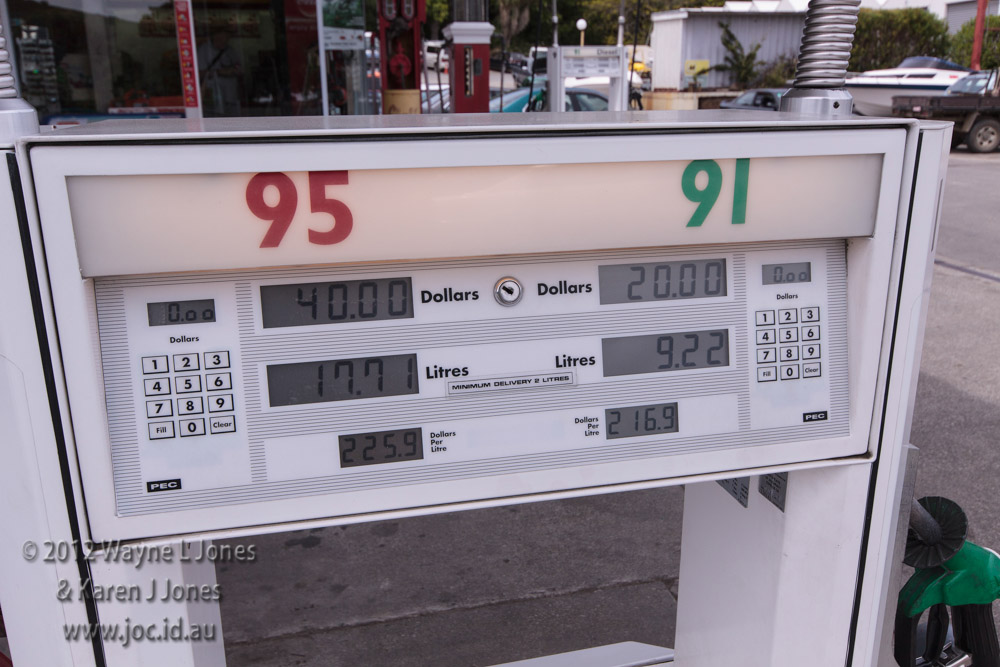 Diesel
95 91
0.00
Dollars
1 2 3
4 5 6
7 8 9
Fill 0 Clear
PEC
40.00 Dollars
17.71 Litres
225.9 Dollars Per Litre
MINIMUM DELIVERY 2 LITRES
Dollars 20.00
Litres 9.22
Dollars Per Litre 216.9
0.00
Dollars
1 2 3
4 5 6
7 8 9
Fill 0 Clear
PEC
© 2012 Wayne L Jones
& Karen J Jones
www.joc.id.au